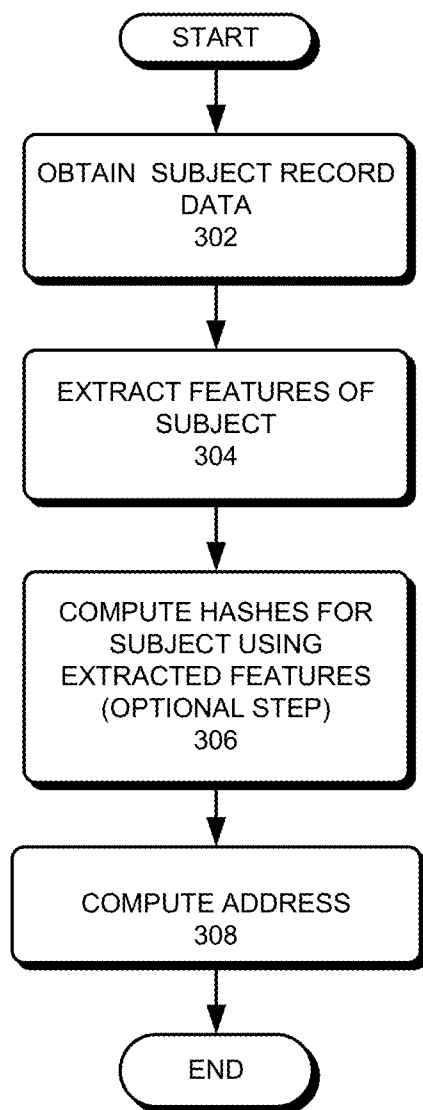 START
OBTAIN SUBJECT RECORD
DATA
302
EXTRACT FEATURES OF
SUBJECT
304
COMPUTE HASHES FOR
SUBJECT USING
EXTRACTED FEATURES
(OPTIONAL STEP)
306
COMPUTE ADDRESS
308
END